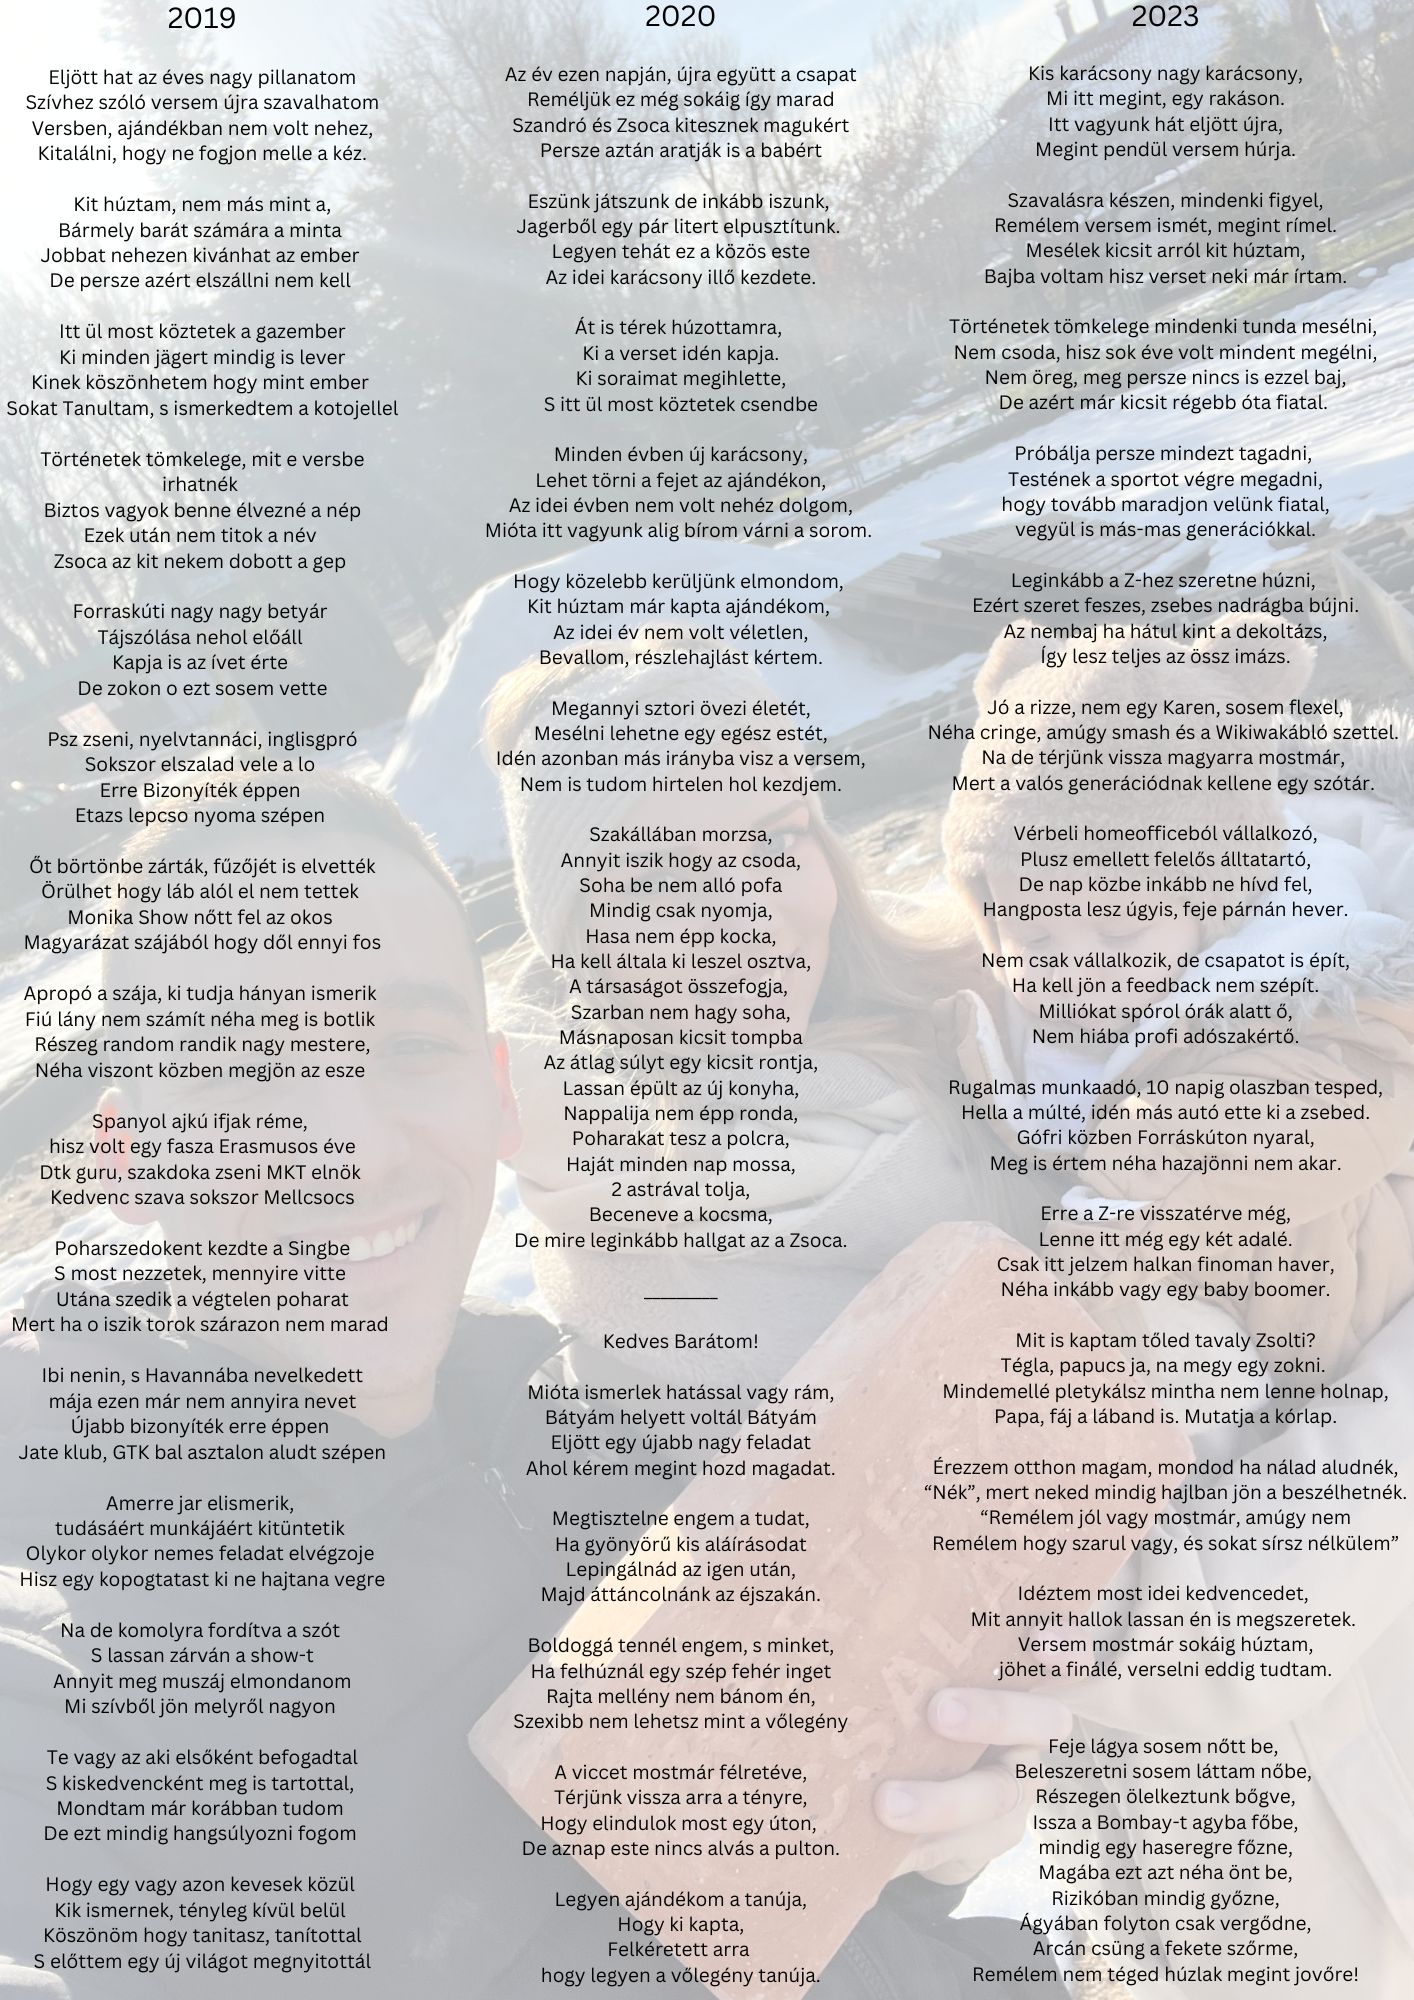 2019
Eljött hat az éves nagy pillanatom
Szívhez szóló versem újra szavalhatom
Versben, ajándékban nem volt nehez,
Kitalálni, hogy ne fogjon melle a kéz.
Kit húztam, nem más mint a,
Bármely barát számára a minta
Jobbat nehezen kivánhat az ember
De persze azért elszállni nem kell
Itt ül most köztetek a gazember
Ki minden jägert mindig is lever
Kinek köszönhetem hogy mint ember
Sokat Tanultam, s ismerkedtem a kotojellel
Történetek tömkelege, mit e versbe
irhatnék
Biztos vagyok benne élvezné a nép
Ezek után nem titok a név
Zsoca az kit nekem dobott a gep
Forraskúti nagy nagy betyár
Tájszólása nehol előáll
Kapja is az ívet érte
De zokon o ezt sosem vette
Psz zseni, nyelvtannáci, inglisgpró
Sokszor elszalad vele a lo
Erre Bizonyíték éppen
Etazs lepcso nyoma szépen
Őt börtönbe zárták, fűzőjét is elvették
Örülhet hogy láb alól el nem tettek
Monika Show nőtt fel az okos
Magyarázat szájából hogy dől ennyi fos
Apropó a szája, ki tudja hányan ismerik
Fiú lány nem számít néha meg is botlik
Részeg random randik nagy mestere,
Néha viszont közben megjön az esze
Spanyol ajkú ifjak réme,
hisz volt egy fasza Erasmusos éve
Dtk guru, szakdoka zseni MKT elnök
Kedvenc szava sokszor Mellcsocs
Poharszedokent kezdte a Singbe
S most nezzetek, mennyire vitte
Utána szedik a végtelen poharat
Mert ha o iszik torok szárazon nem marad
Ibi nenin, s Havannába nevelkedett
mája ezen már nem annyira nevet
Újabb bizonyíték erre éppen
Jate klub, GTK bal asztalon aludt szépen
Amerre jar elismerik,
tudásáért munkájáért kitüntetik
Olykor olykor nemes feladat elvégzoje
Hisz egy kopogtatast ki ne hajtana vegre
Na de komolyra fordítva a szót
S lassan zárván a show-t
Annyit meg muszáj elmondanom
Mi szívből jön melyről nagyon
Te vagy az aki elsőként befogadtal
S kiskedvencként meg is tartottal,
Mondtam már korábban tudom
De ezt mindig hangsúlyozni fogom
Hogy egy vagy azon kevesek közül
Kik ismernek, tényleg kívül belül
Köszönöm hogy tanitasz, tanítottal
S előttem egy új világot megnyitottál
2020
Az év ezen napján, újra együtt a csapat
Reméljük ez még sokáig így marad
Szandró és Zsoca kitesznek magukért
Persze aztán aratják is a babért
Eszünk játszunk de inkább iszunk,
Jagerből egy pár litert elpusztítunk.
Legyen tehát ez a közös este
Az idei karácsony illő kezdete.
Át is térek húzottamra,
Ki a verset idén kapja.
Ki soraimat megihlette,
S itt ül most köztetek csendbe
Minden évben új karácsony,
Lehet törni a fejet az ajándékon,
Az idei évben nem volt nehéz dolgom,
Mióta itt vagyunk alig bírom várni a sorom.
Hogy közelebb kerüljünk elmondom,
Kit húztam már kapta ajándékom,
Az idei év nem volt véletlen,
Bevallom, részlehajlást kértem.
Megannyi sztori övezi életét,
Mesélni lehetne egy egész estét,
Idén azonban más irányba visz a versem,
Nem is tudom hirtelen hol kezdjem.
Szakállában morzsa,
Annyit iszik hogy az csoda,
Soha be nem alló pofa
Mindig csak nyomja,
Hasa nem épp kocka,
Ha kell általa ki leszel osztva,
A társaságot összefogja,
Szarban nem hagy soha,
Másnaposan kicsit tompba
Az átlag súlyt egy kicsit rontja,
Lassan épült az új konyha,
Nappalija nem épp ronda,
Poharakat tesz a polcra,
Haját minden nap mossa,
2 astrával tolja,
Beceneve a kocsma,
De mire leginkább hallgat az a Zsoca.
________
Kedves Barátom!
Mióta ismerlek hatással vagy rám,
Bátyám helyett voltál Bátyám
Eljött egy újabb nagy feladat
Ahol kérem megint hozd magadat.
Megtisztelne engem a tudat,
Ha gyönyörű kis aláírásodat
Lepingálnád az igen után,
Majd áttáncolnánk az éjszakán.
Boldoggá tennél engem, s minket,
Ha felhúznál egy szép fehér inget
Rajta mellény nem bánom én,
Szexibb nem lehetsz mint a vőlegény
A viccet mostmár félretéve,
Térjünk vissza arra a tényre,
Hogy elindulok most egy úton,
De aznap este nincs alvás a pulton.
Legyen ajándékom a tanúja,
Hogy ki kapta,
Felkéretett arra
hogy legyen a vőlegény tanúja.
2023
Kis karácsony nagy karácsony,
Mi itt megint, egy rakáson.
Itt vagyunk hát eljött újra,
Megint pendül versem húrja.
Szavalásra készen, mindenki figyel,
Remélem versem ismét, megint rímel.
Mesélek kicsit arról kit húztam,
Bajba voltam hisz verset neki már írtam.
Történetek tömkelege mindenki tunda mesélni,
Nem csoda, hisz sok éve volt mindent megélni,
Nem öreg, meg persze nincs is ezzel baj,
De azért már kicsit régebb óta fiatal.
Próbálja persze mindezt tagadni,
Testének a sportot végre megadni,
hogy tovább maradjon velünk fiatal,
vegyül is más-mas generációkkal.
Leginkább a Z-hez szeretne húzni,
Ezért szeret feszes, zsebes nadrágba bújni.
Az nembaj ha hátul kint a dekoltázs,
Így lesz teljes az össz imázs.
Jó a rizze, nem egy Karen, sosem flexel,
Néha cringe, amúgy smash és a Wikiwakábló szettel.
Na de térjünk vissza magyarra mostmár,
Mert a valós generációdnak kellene egy szótár.
Vérbeli homeofficeból vállalkozó,
Plusz emellett felelős álltatartó,
De nap közbe inkább ne hívd fel,
Hangposta lesz úgyis, feje párnán hever.
Nem csak vállalkozik, de csapatot is épít,
Ha kell jön a feedback nem szépít.
Milliókat spórol órák alatt ő,
Nem hiába profi adószakértő.
Rugalmas munkaadó, 10 napig olaszban tesped,
Hella a múlté, idén más autó ette ki a zsebed.
Gófri közben Forráskúton nyaral,
Meg is értem néha hazajönni nem akar.
Erre a Z-re visszatérve még,
Lenne itt még egy két adalé.
Csak itt jelzem halkan finoman haver,
Néha inkább vagy egy baby boomer.
Mit is kaptam tőled tavaly Zsolti?
Tégla, papucs ja, na megy egy zokni.
Mindemellé pletykálsz mintha nem lenne holnap,
Papa, fáj a lában is. Mutatja a kórlap.
Érezzem otthon magam, mondod ha nálad aludnék,
“Nék”, mert neked mindig hajlban jön a beszélhetnék.
“Remélem jól vagy mostmár, amúgy nem
Remélem hogy szarul vagy, és sokat sírsz nélkülem”
Idéztem most idei kedvencedet,
Mit annyit hallok lassan én is megszeretek.
Versem mostmár sokáig húztam,
jöhet a finálé, verselni eddig tudtam.
Feje lágya sosem nőtt be,
Beleszeretni sosem láttam nőbe,
Részegen ölelkeztunk bőgve,
Issza a Bombay-t agyba főbe,
mindig egy haseregre főzne,
Magába ezt azt néha önt be,
Rizikóban mindig győzne,
Ágyában folyton csak vergődne,
Arcán csüng a fekete szőrme,
Remélem nem téged húzlak megint jovőre!